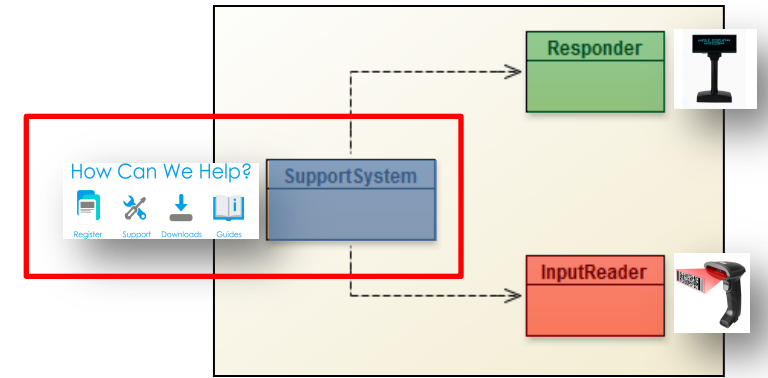 Responder
How Can We Help?
SupportSystem
Register Support Downloads Guides
InputReader